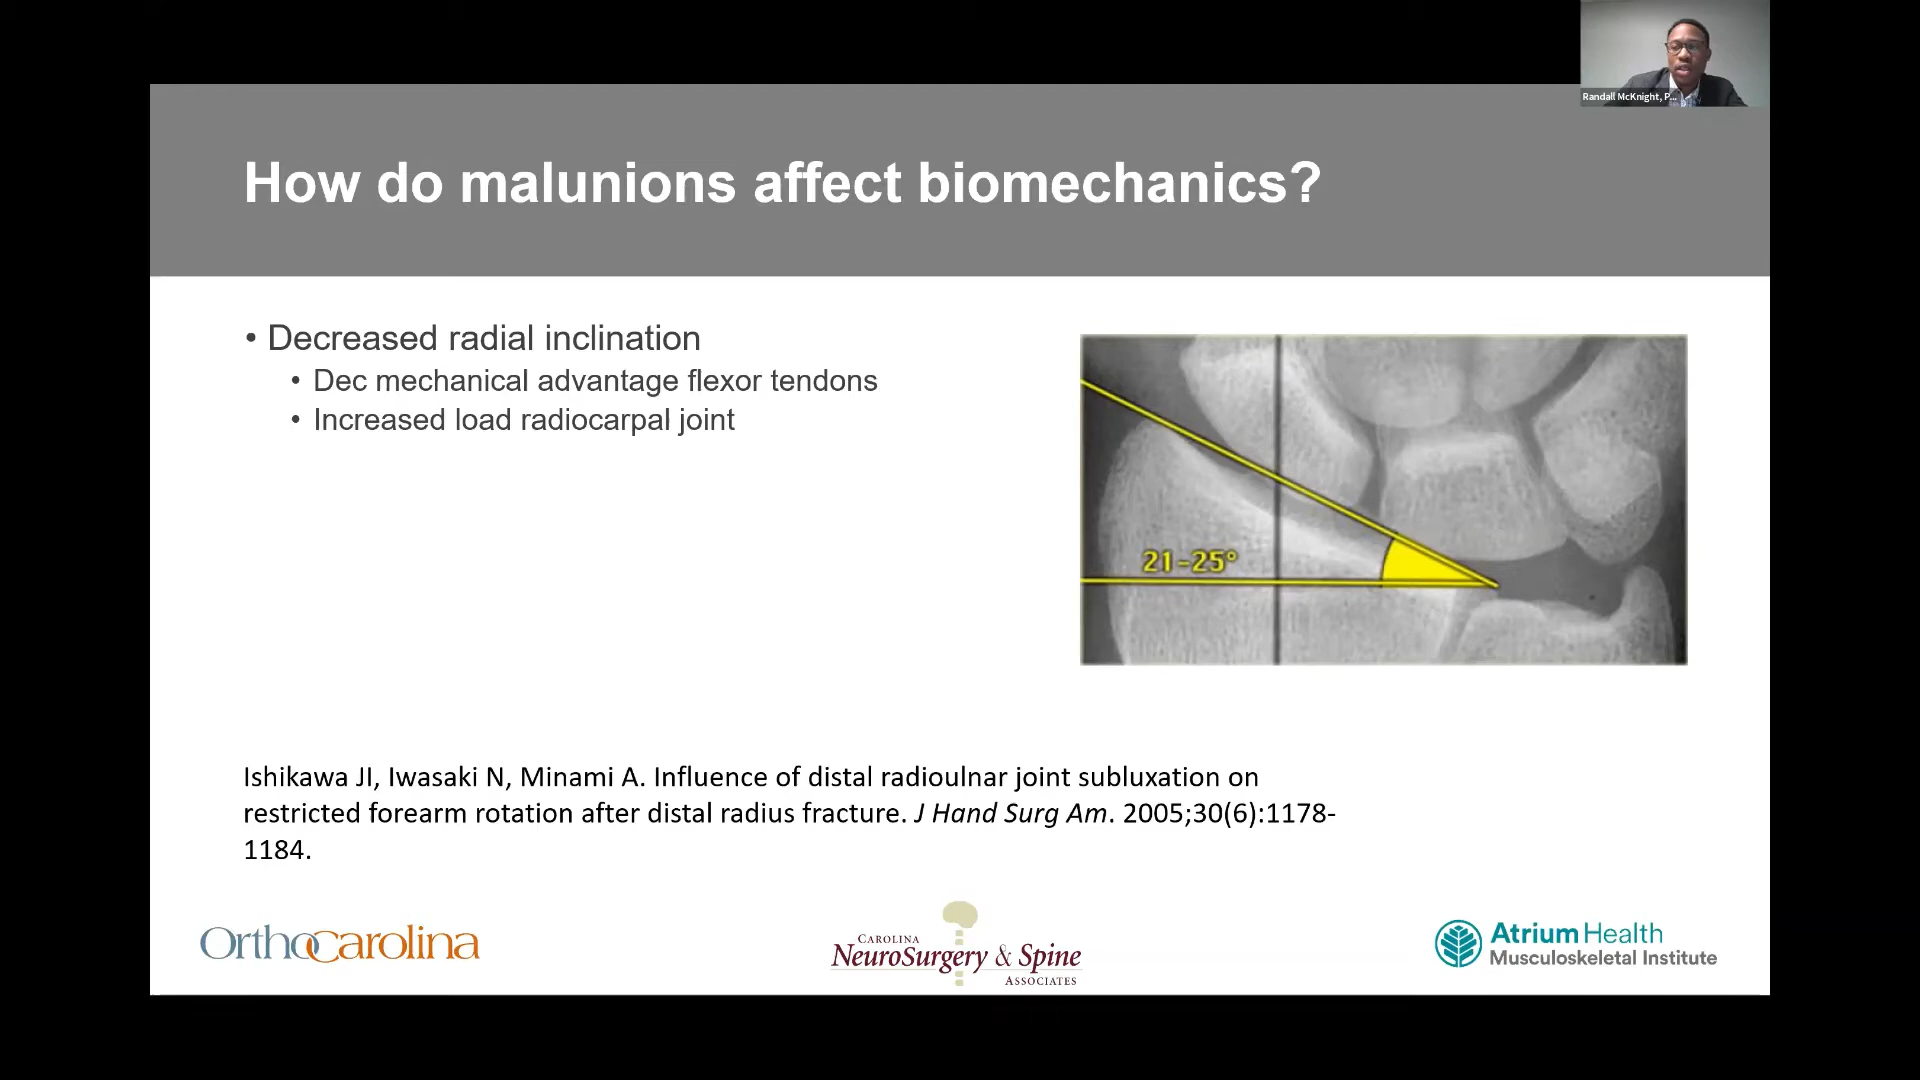 Randall McKnight, P...
How do malunions affect biomechanics?
• Decreased radial inclination
• Dec mechanical advantage flexor tendons
• Increased load radiocarpal joint
21-25°
Ishikawa JI, Iwasaki N, Minami A. Influence of distal radioulnar joint subluxation on
restricted forearm rotation after distal radius fracture. J Hand Surg Am. 2005;30(6):1178-
1184.
OrthoCarolina
CAROLINA
NeuroSurgery & Spine
ASSOCIATES
Atrium Health
Musculoskeletal Institute